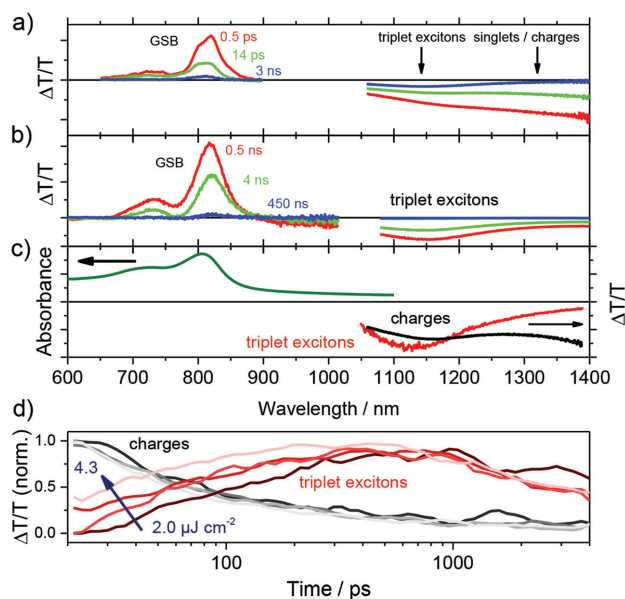 a)
GSB
0.5 ps
14 ps
3 ns
triplet excitons singlets / charges
ΔT/T
b)
GSB
0.5 ns
4 ns
450 ns
triplet excitons
ΔT/T
c)
Absorbance
charges
triplet excitons
ΔT/T
600 700 800 900 1000 1100 1200 1300 1400
Wavelength / nm
d)
ΔT/T (norm.)
1.0
0.5
0.0
charges
4.3
2.0 µJ cm⁻²
triplet excitons
100 1000
Time / ps